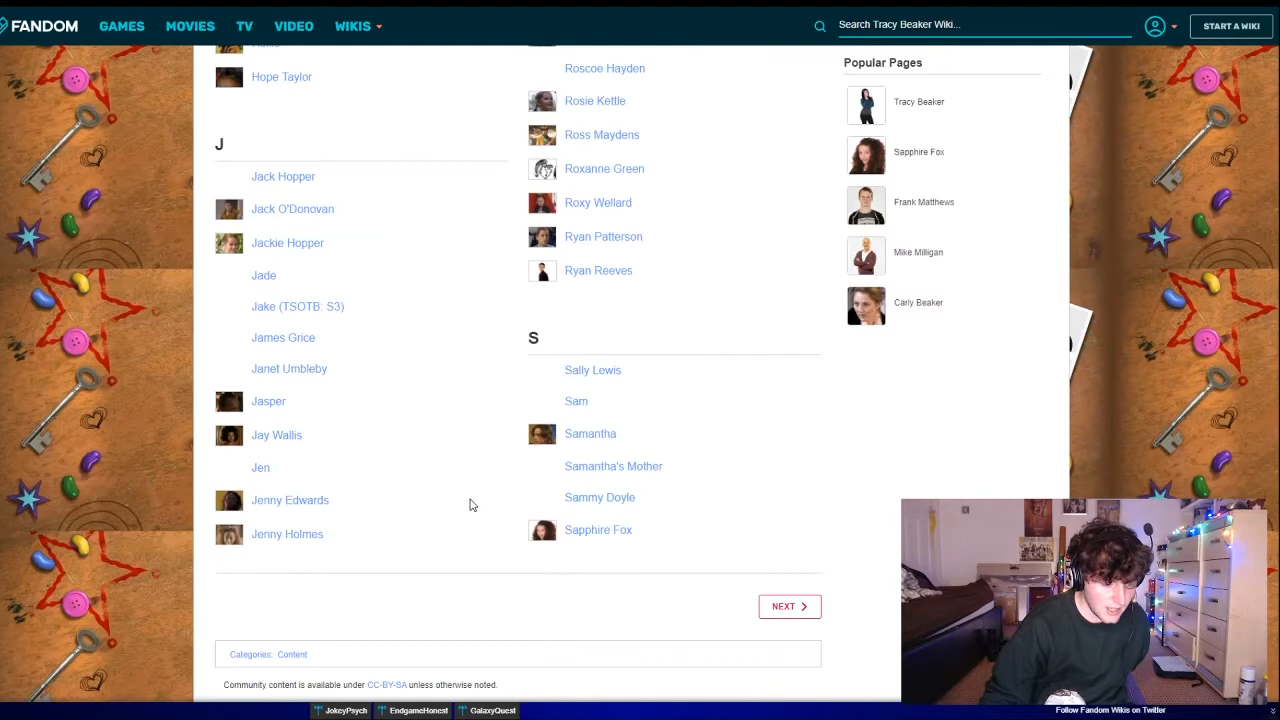 FANDOM GAMES MOVIES TV VIDEO WIKIS Search Tracy Beaker Wiki... START A WIKI
Hope Taylor
J
Jack Hopper
Jack O'Donovan
Jackie Hopper
Jade
Jake (TSOTB: S3)
James Grice
Janet Umbleby
Jasper
Jay Wallis
Jen
Jenny Edwards
Jenny Holmes
Roscoe Hayden
Rosie Kettle
Ross Maydens
Roxanne Green
Roxy Wellard
Ryan Patterson
Ryan Reeves
S
Sally Lewis
Sam
Samantha
Samantha's Mother
Sammy Doyle
Sapphire Fox
NEXT
Categories: Content
Community content is available under CC-BY-SA unless otherwise noted.
Popular Pages
Tracy Beaker
Sapphire Fox
Frank Matthews
Mike Milligan
Carly Beaker
JokeyPsych EndgameHonest GalaxyQuest Follow Fandom Wikis on Twitter